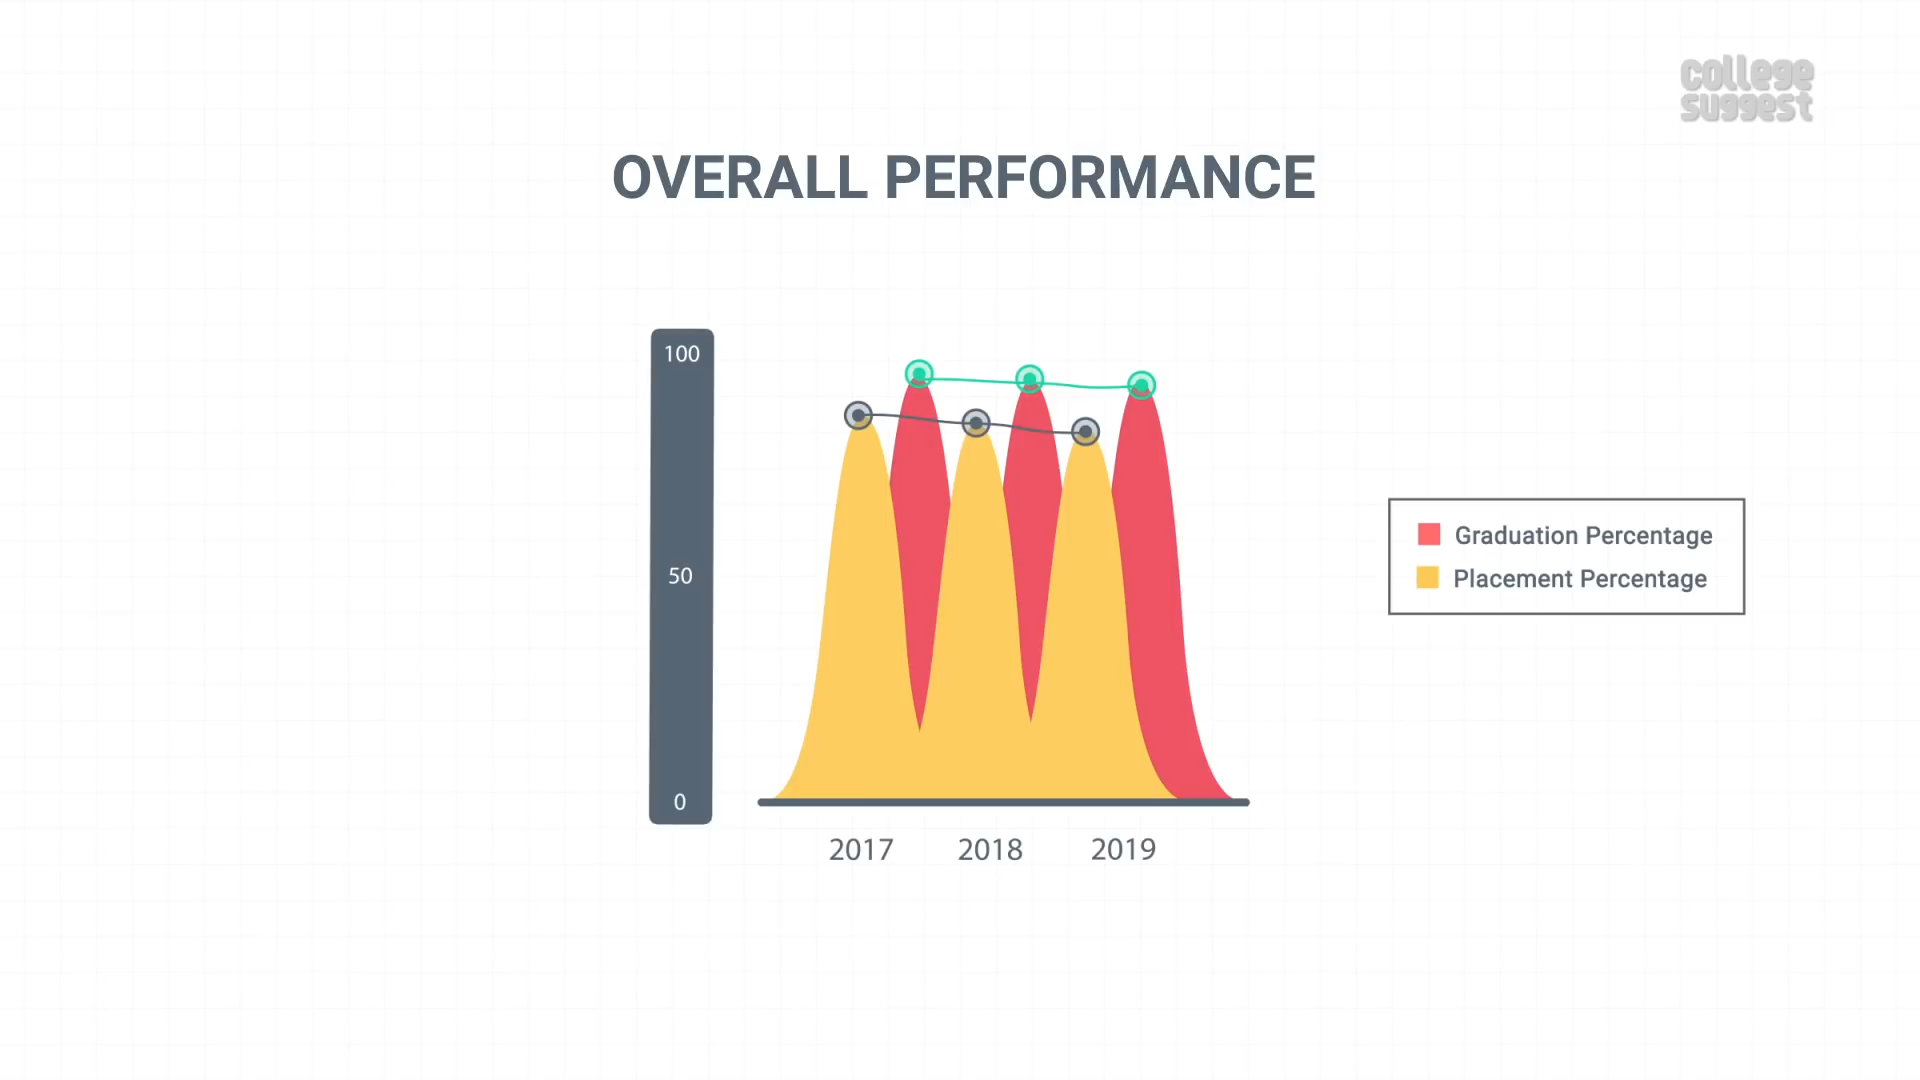 college
suggest
OVERALL PERFORMANCE
100
50
0
2017 2018 2019
Graduation Percentage
Placement Percentage